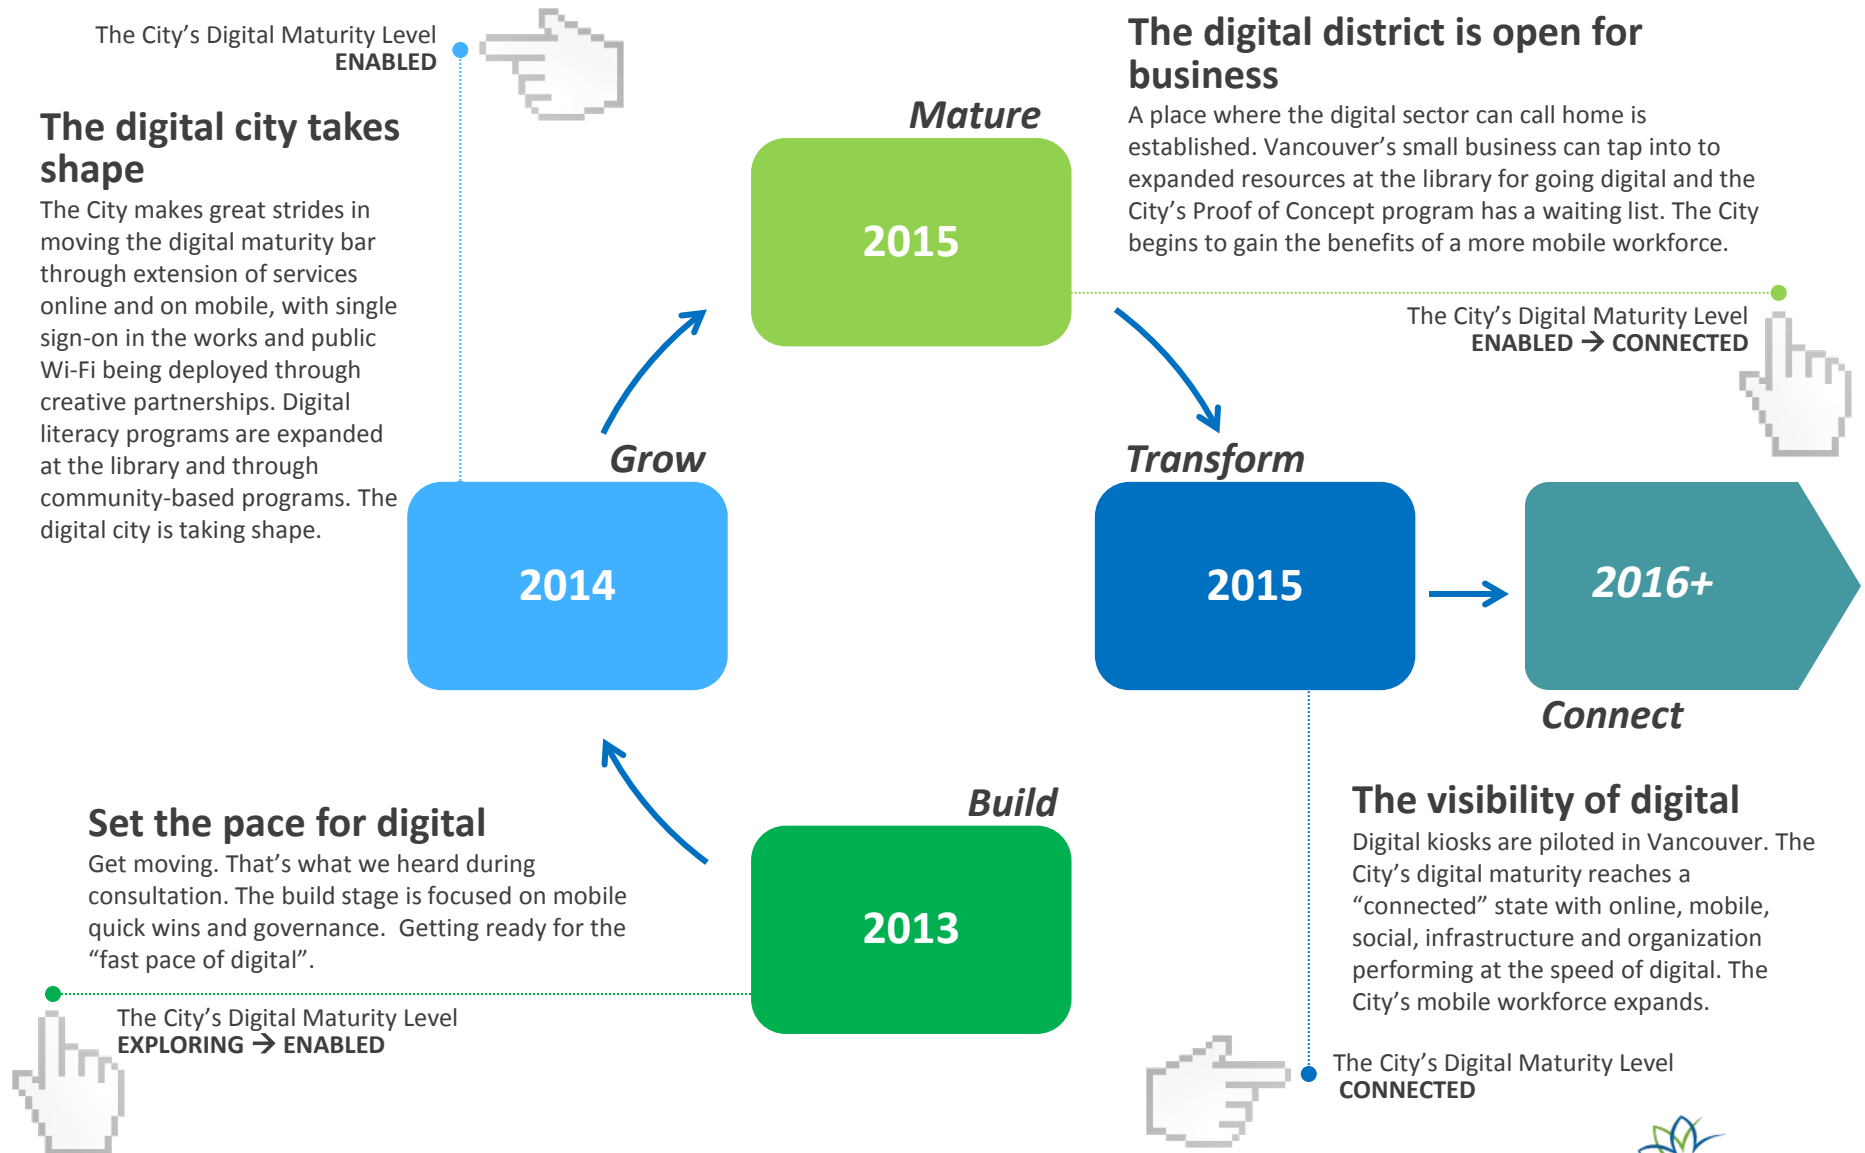 The City's Digital Maturity Level
ENABLED
The digital city takes
shape
The City makes great strides in
moving the digital maturity bar
through extension of services
online and on mobile, with single
sign-on in the works and public
Wi-Fi being deployed through
creative partnerships. Digital
literacy programs are expanded
at the library and through
community-based programs. The
digital city is taking shape.
Mature
2015
The digital district is open for
business
A place where the digital sector can call home is
established. Vancouver's small business can tap into to
expanded resources at the library for going digital and the
City's Proof of Concept program has a waiting list. The City
begins to gain the benefits of a more mobile workforce.
The City's Digital Maturity Level
ENABLED → CONNECTED
Grow
2014
Transform
2015
2016+
Connect
Set the pace for digital
Get moving. That's what we heard during
consultation. The build stage is focused on mobile
quick wins and governance.  Getting ready for the
“fast pace of digital”.
The City's Digital Maturity Level
EXPLORING → ENABLED
Build
2013
The visibility of digital
Digital kiosks are piloted in Vancouver. The
City's digital maturity reaches a
“connected” state with online, mobile,
social, infrastructure and organization
performing at the speed of digital. The
City's mobile workforce expands.
The City's Digital Maturity Level
CONNECTED